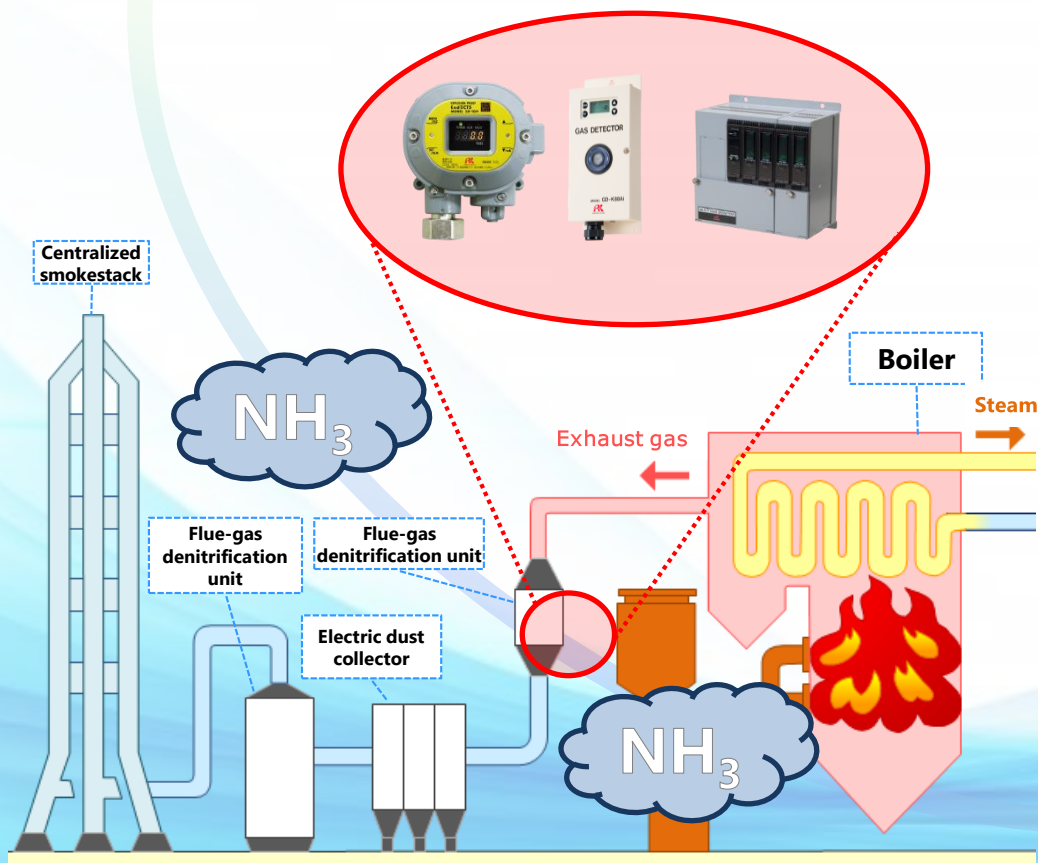 GAS DETECTOR
Centralized
smokestack
Boiler
Steam
NH3
Exhaust gas
Flue-gas
denitrification
unit
Flue-gas
denitrification unit
Electric dust
collector
NH3